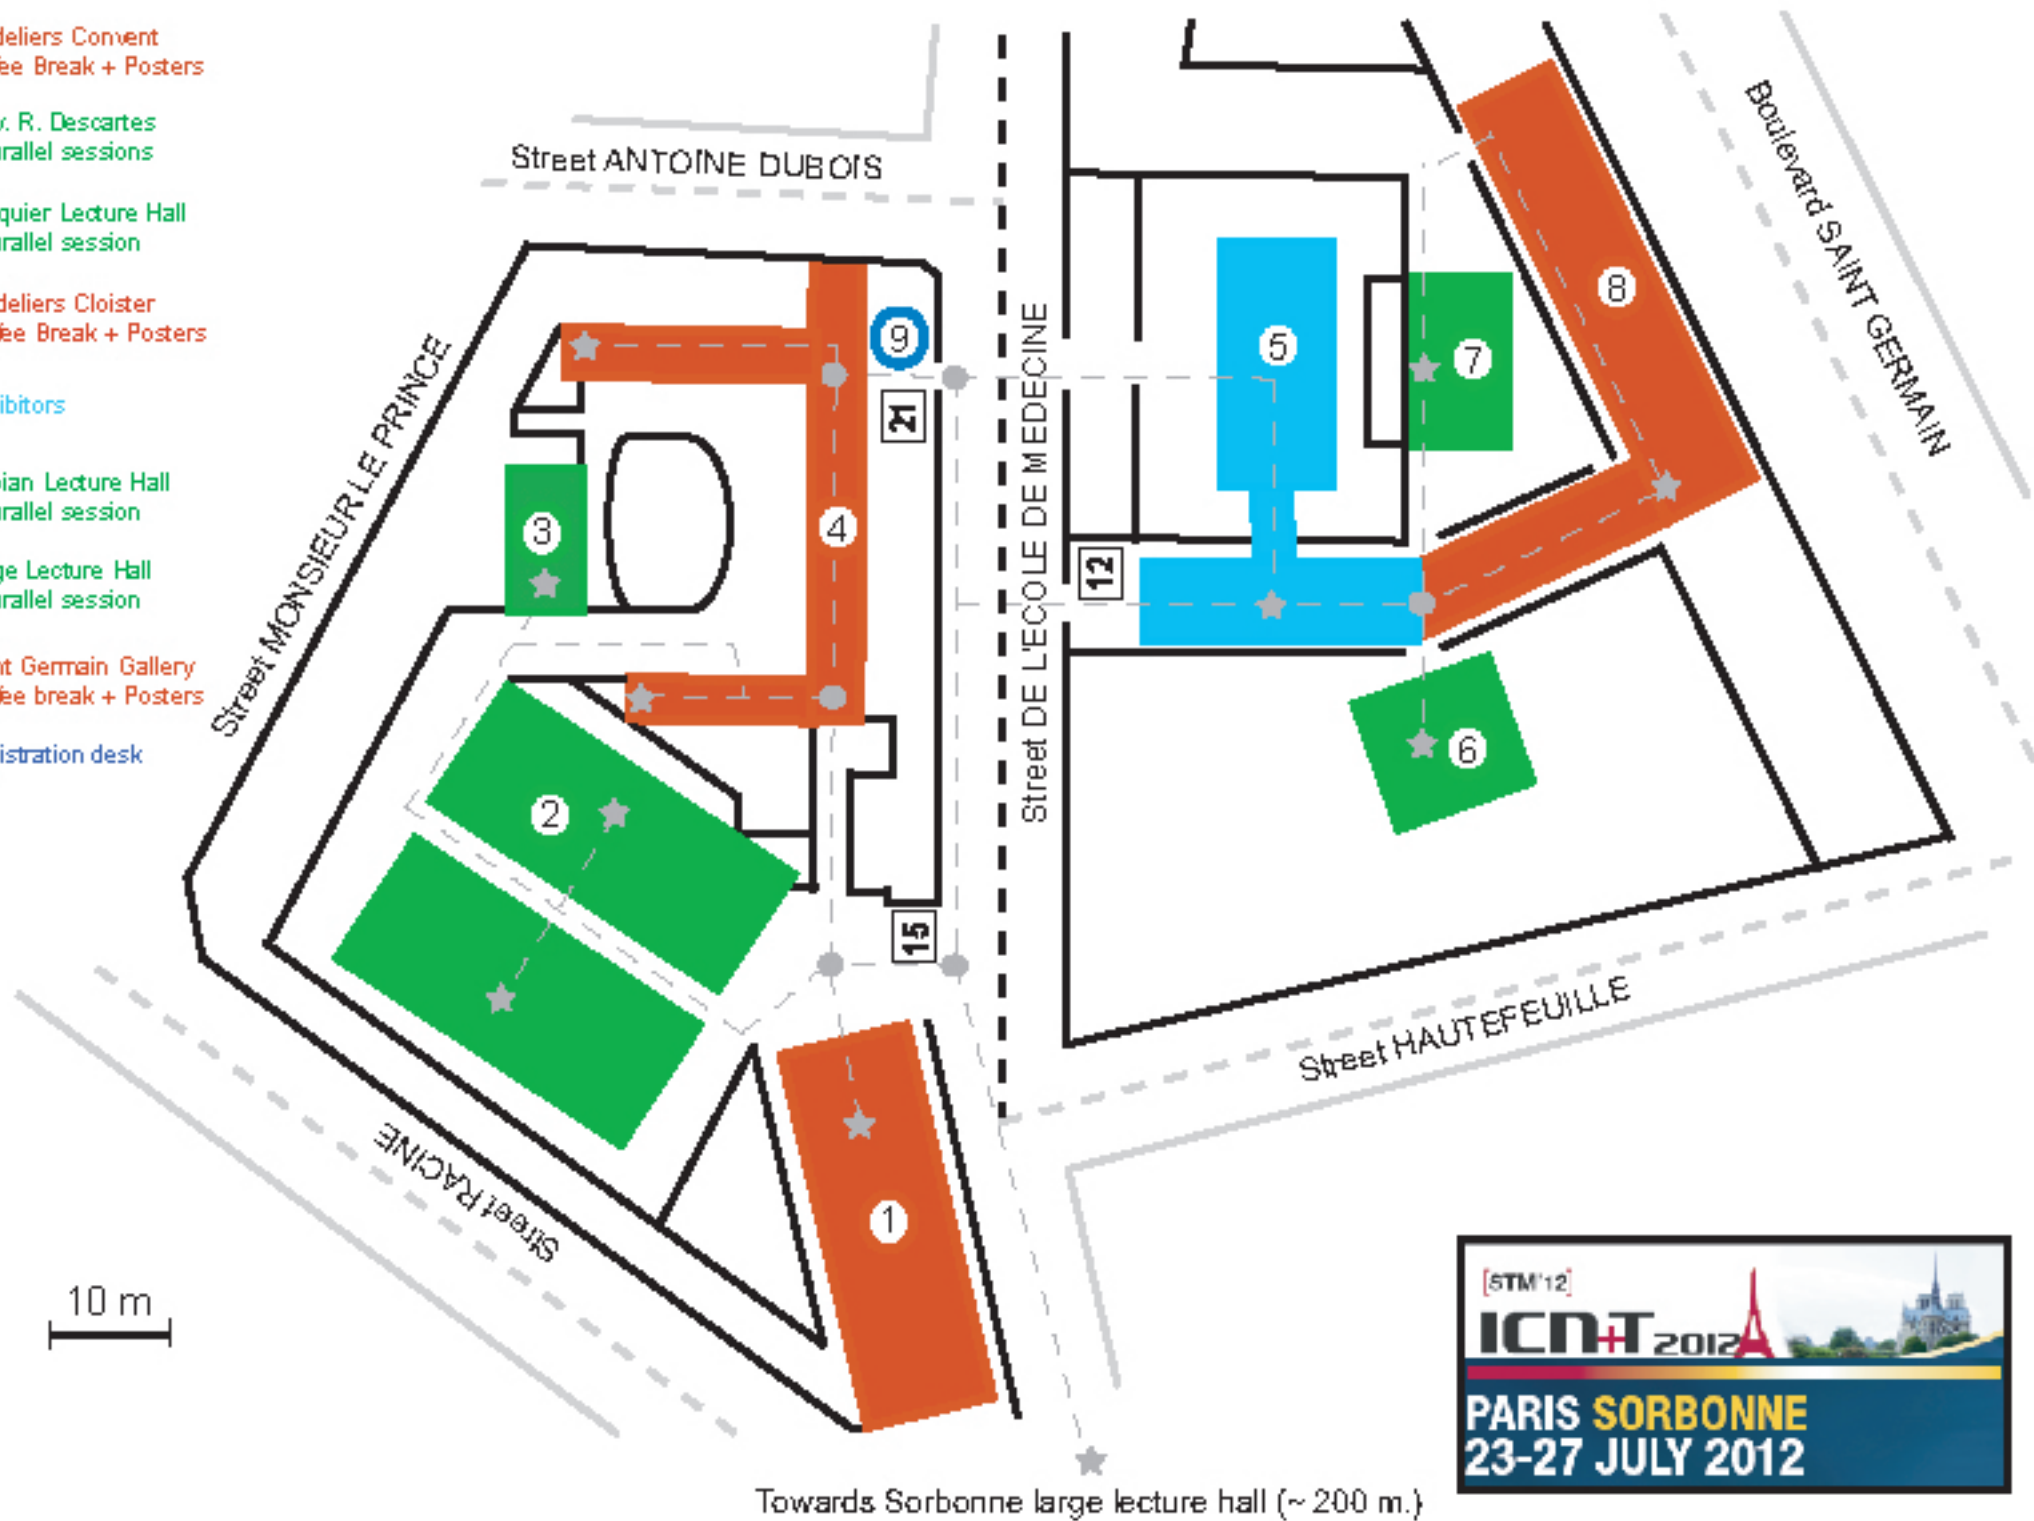 deliers Convent
ee Break + Posters
y. R. Descartes
rallel sessions
quier Lecture Hall
rallel session
deliers Cloister
fee Break + Posters
ibitors
ian Lecture Hall
rallel session
ge Lecture Hall
rallel session
nt Germain Gallery
fee break + Posters
istration desk
Street ANTOINE DUBOIS
Street MONSIEUR LE PRINCE
Street DE L'ECOLE DE MEDECINE
Boulevard SAINT GERMAIN
Street HAUTEFEUILLE
Street RACINE
9
21
3
4
2
15
1
5
7
8
12
6
10 m
Towards Sorbonne large lecture hall (~ 200 m.)
[STM'12]
ICN+T 2012
PARIS SORBONNE
23-27 JULY 2012